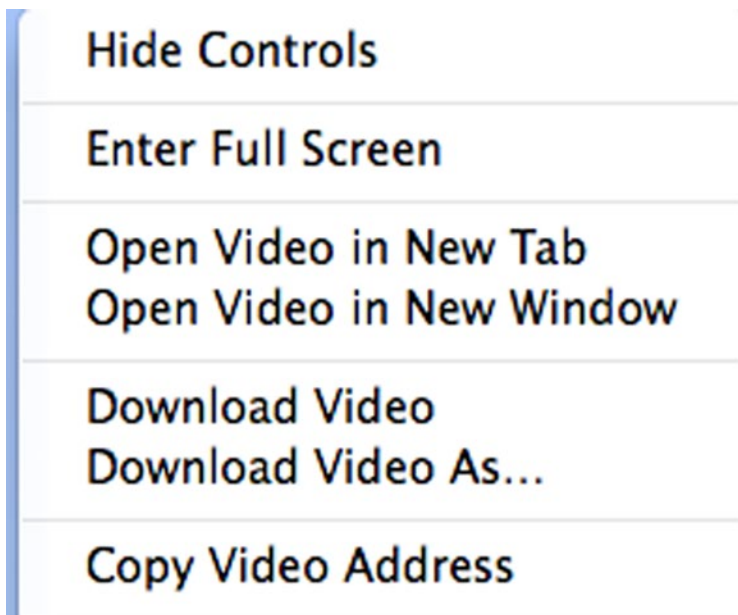 Hide Controls
Enter Full Screen
Open Video in New Tab
Open Video in New Window
Download Video
Download Video As...
Copy Video Address